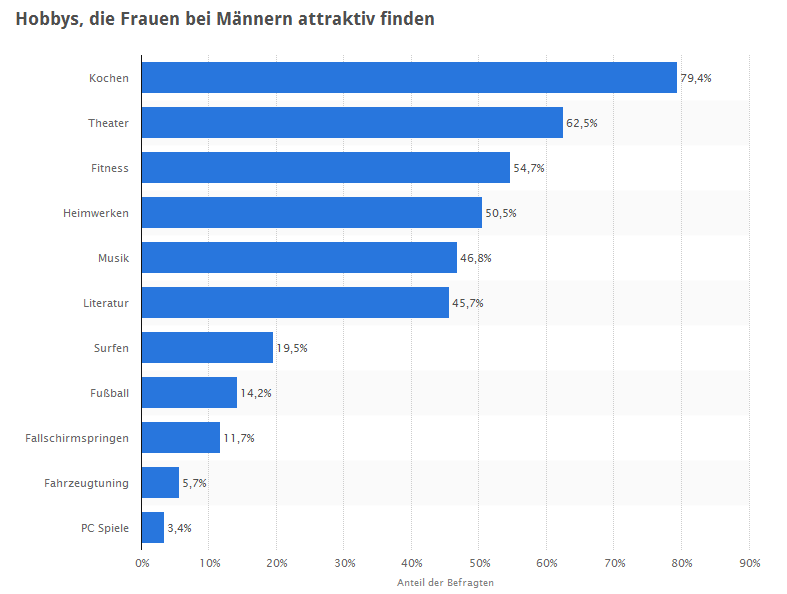 Hobbys, die Frauen bei Männern attraktiv finden
Kochen 79,4%
Theater 62,5%
Fitness 54,7%
Heimwerken 50,5%
Musik 46,8%
Literatur 45,7%
Surfen 19,5%
Fußball 14,2%
Fallschirmspringen 11,7%
Fahrzeugtuning 5,7%
PC Spiele 3,4%
0% 10% 20% 30% 40% 50% 60% 70% 80% 90%
Anteil der Befragten